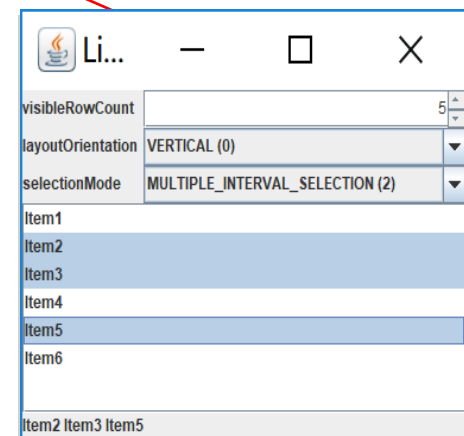 Li...
visibleRowCount 5
layoutOrientation VERTICAL (0)
selectionMode MULTIPLE_INTERVAL_SELECTION (2)
Item1
Item2
Item3
Item4
Item5
Item6
Item2 Item3 Item5